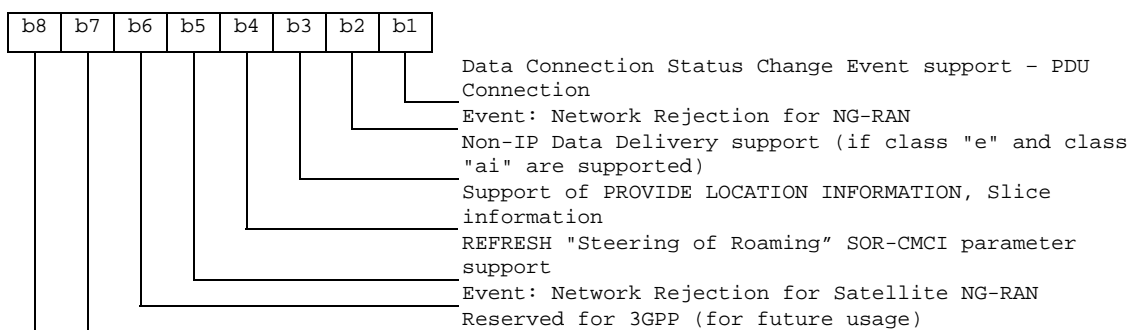 b8 b7 b6 b5 b4 b3 b2 b1
Data Connection Status Change Event support – PDU
Connection
Event: Network Rejection for NG-RAN
Non-IP Data Delivery support (if class "e" and class
"ai" are supported)
Support of PROVIDE LOCATION INFORMATION, Slice
information
REFRESH "Steering of Roaming” SOR-CMCI parameter
support
Event: Network Rejection for Satellite NG-RAN
Reserved for 3GPP (for future usage)